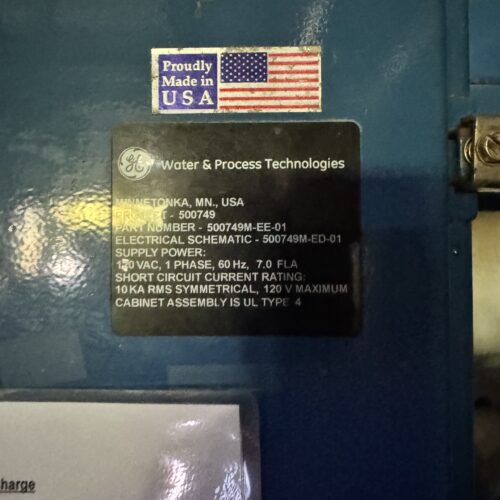 Proudly
Made in
USA
GE Water & Process Technologies
MINNETONKA, MN., USA
PROJECT - 500749
PART NUMBER - 500749M-EE-01
ELECTRICAL SCHEMATIC - 500749M-ED-01
SUPPLY POWER:
120 VAC, 1 PHASE, 60 Hz, 7.0 FLA
SHORT CIRCUIT CURRENT RATING:
10 KA RMS SYMMETRICAL, 120 V MAXIMUM
CABINET ASSEMBLY IS UL TYPE 4
charge